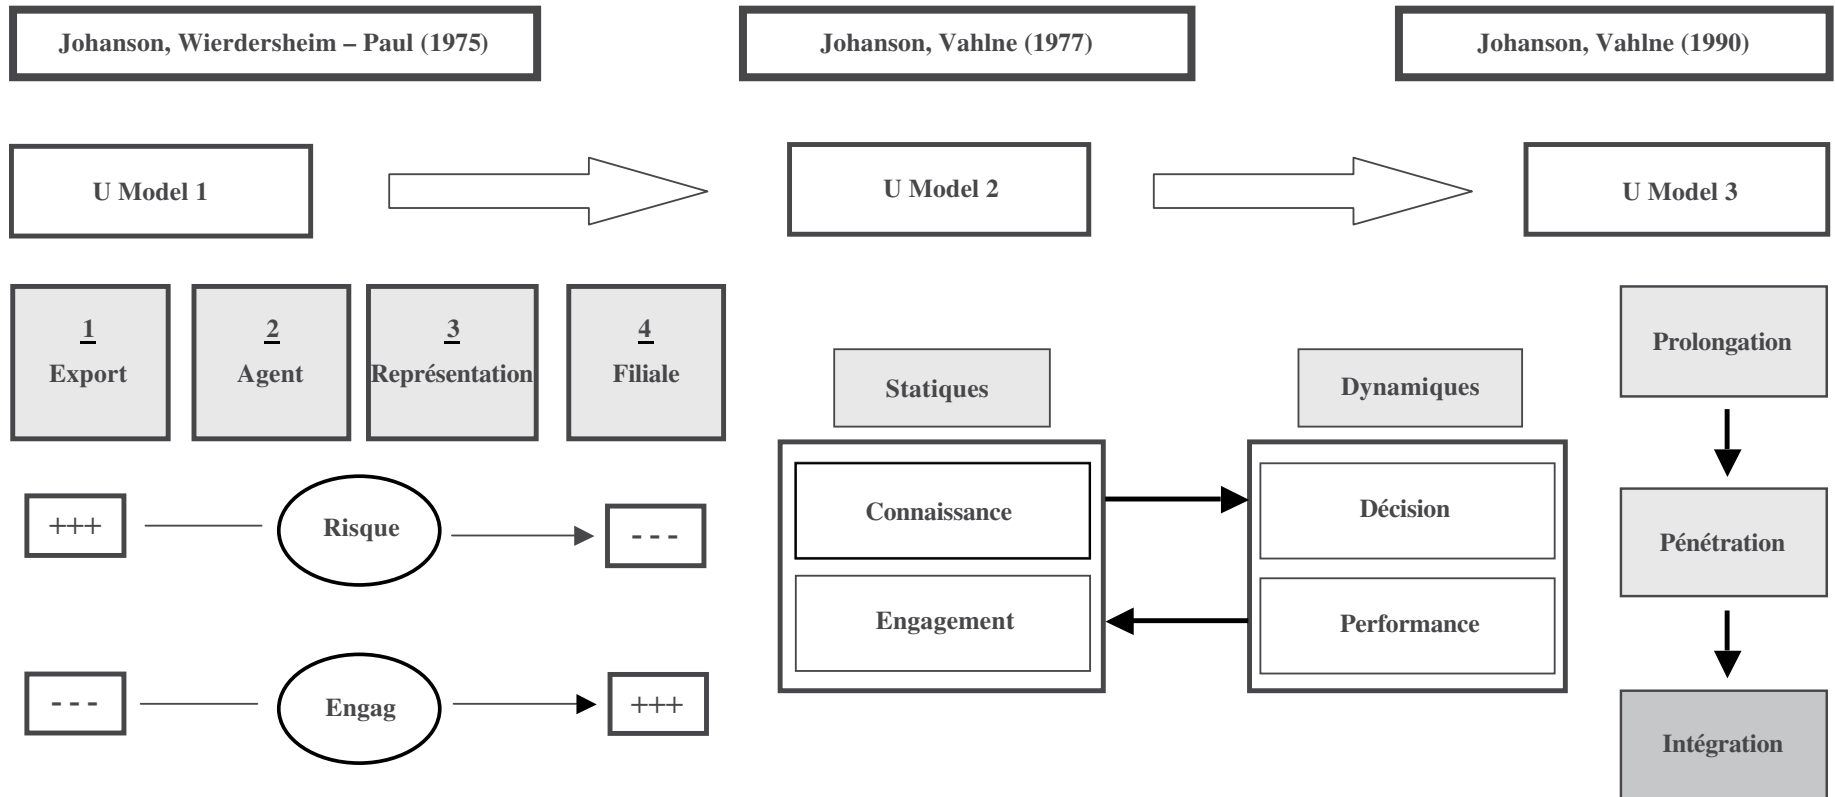 Johanson, Wierdersheim – Paul (1975)
Johanson, Vahlne (1977)
Johanson, Vahlne (1990)
U Model 1
U Model 2
U Model 3
1
Export
2
Agent
3
Représentation
4
Filiale
+++
Risque
- - -
- - -
Engag
+++
Statiques
Dynamiques
Connaissance
Décision
Engagement
Performance
Prolongation
Pénétration
Intégration